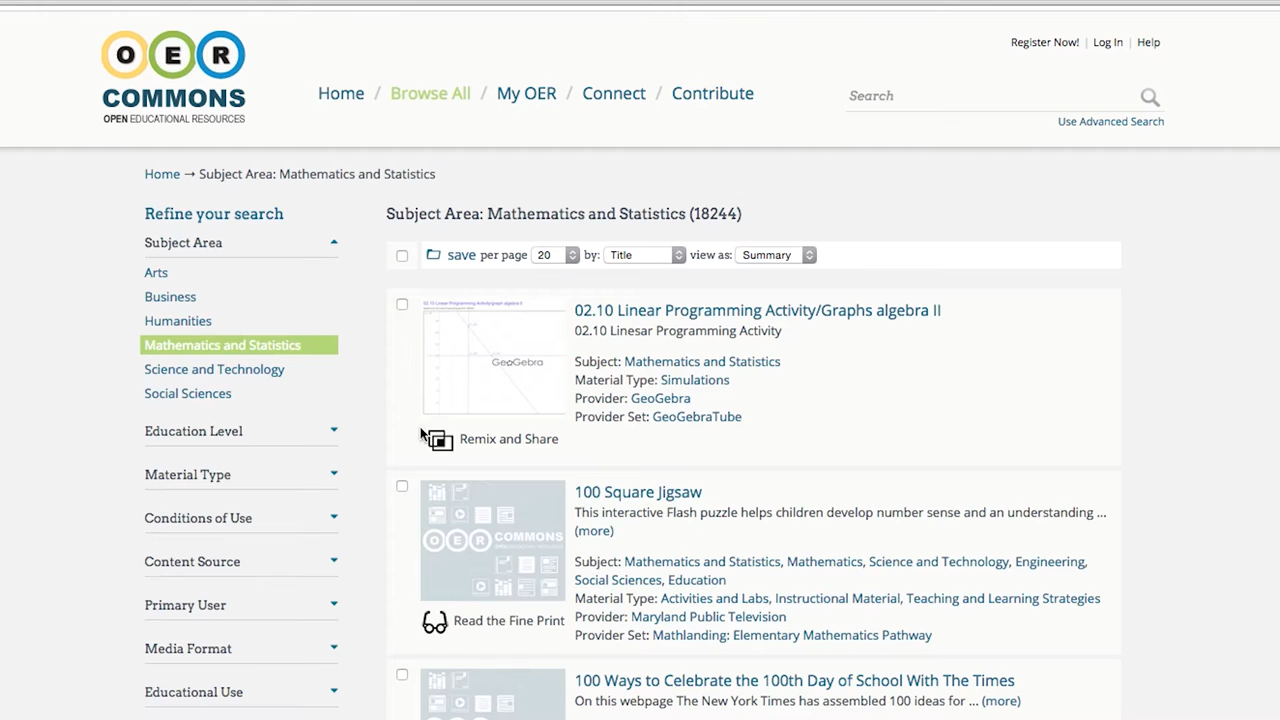 OER
COMMONS
OPEN EDUCATIONAL RESOURCES
Home / Browse All / My OER / Connect / Contribute
Register Now! | Log In | Help
Search
Use Advanced Search
Home → Subject Area: Mathematics and Statistics
Refine your search
Subject Area
Arts
Business
Humanities
Mathematics and Statistics
Science and Technology
Social Sciences
Education Level
Material Type
Conditions of Use
Content Source
Primary User
Media Format
Educational Use
Subject Area: Mathematics and Statistics (18244)
save per page 20 by: Title view as: Summary
GeoGebra
02.10 Linear Programming Activity/Graphs algebra II
02.10 Linesar Programming Activity
Subject: Mathematics and Statistics
Material Type: Simulations
Provider: GeoGebra
Provider Set: GeoGebraTube
Remix and Share
OER COMMONS
100 Square Jigsaw
This interactive Flash puzzle helps children develop number sense and an understanding ...
(more)
Subject: Mathematics and Statistics, Mathematics, Science and Technology, Engineering,
Social Sciences, Education
Material Type: Activities and Labs, Instructional Material, Teaching and Learning Strategies
Provider: Maryland Public Television
Provider Set: Mathlanding: Elementary Mathematics Pathway
Read the Fine Print
100 Ways to Celebrate the 100th Day of School With The Times
On this webpage The New York Times has assembled 100 ideas for ... (more)